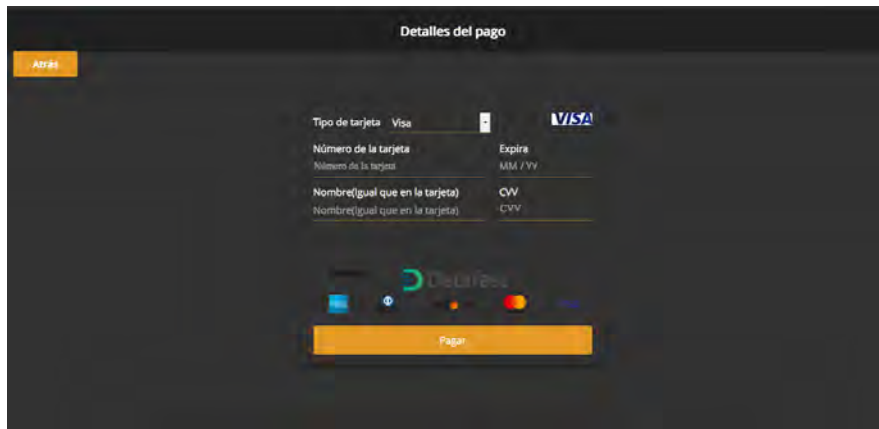 Detalles del pago
Atrás
Tipo de tarjeta Visa VISA
Número de la tarjeta Expira
Número de la tarjeta MM / YY
Nombre(Igual que en la tarjeta) CVV
Nombre(Igual que en la tarjeta) CVV
Datafast
Pagar